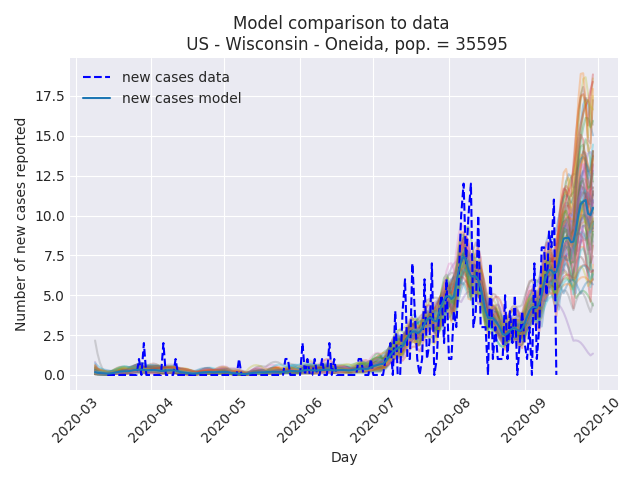 Model comparison to data
US - Wisconsin - Oneida, pop. = 35595
new cases data
new cases model
Number of new cases reported
17.5
15.0
12.5
10.0
7.5
5.0
2.5
0.0
2020-03
2020-04
2020-05
2020-06
2020-07
2020-08
2020-09
2020-10
Day